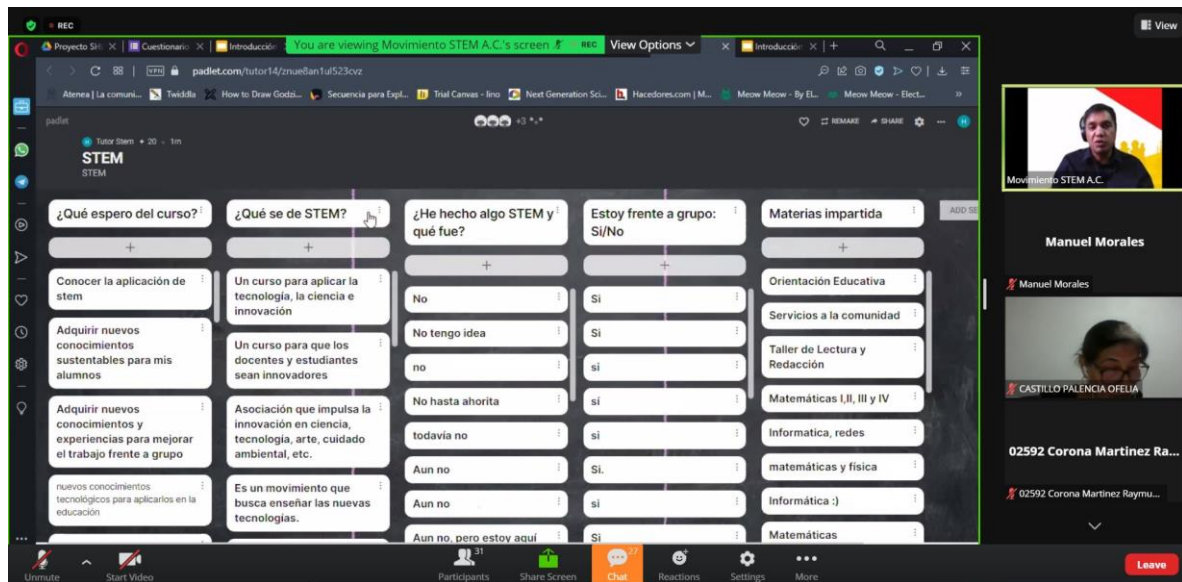 REC
View
Proyecto SHi
Cuestionario
Introducción
You are viewing Movimiento STEM A.C.'s screen
REC
View Options
Introducción
VPN
padlet.com/tutor14/
Atenea | La comuni...
Twiddla
How to Draw Godzi...
Secuencia para Expl...
Trial Canvas - lino
Next Generation Sci...
Hacedores.com | M...
Meow Meow - By EL...
Meow Meow - Elect...
padlet
+3
REMAKE
SHARE
Tutor Stem + 20 - 1m
STEM
STEM
¿Qué espero del curso?
Conocer la aplicación de
stem
Adquirir nuevos
conocimientos
sustentables para mis
alumnos
Adquirir nuevos
conocimientos y
experiencias para mejorar
el trabajo frente a grupo
nuevos conocimientos
tecnológicos para aplicarlos en la
educación
¿Qué se de STEM?
Un curso para aplicar la
tecnología, la ciencia e
innovación
Un curso para que los
docentes y estudiantes
sean innovadores
Asociación que impulsa la
innovación en ciencia,
tecnología, arte, cuidado
ambiental, etc.
Es un movimiento que
busca enseñar las nuevas
tecnologías.
¿He hecho algo STEM y
qué fue?
No
No tengo idea
no
No hasta ahorita
todavía no
Aun no
Aun no
Aun no, pero estoy aquí
Estoy frente a grupo:
Si/No
Si
Si
si
sí
si
Si.
si
Si
Materias impartida
Orientación Educativa
Servicios a la comunidad
Taller de Lectura y
Redacción
Matemáticas I,II, III y IV
Informatica, redes
matemáticas y física
Informática :)
Matemáticas
ADD SE
Movimiento STEM A.C.
Manuel Morales
Manuel Morales
CASTILLO PALENCIA OFELIA
02592 Corona Martinez Ra...
02592 Corona Martinez Raymu...
Unmute
Start Video
Participants
31
Share Screen
Chat
27
Reactions
Settings
More
Leave